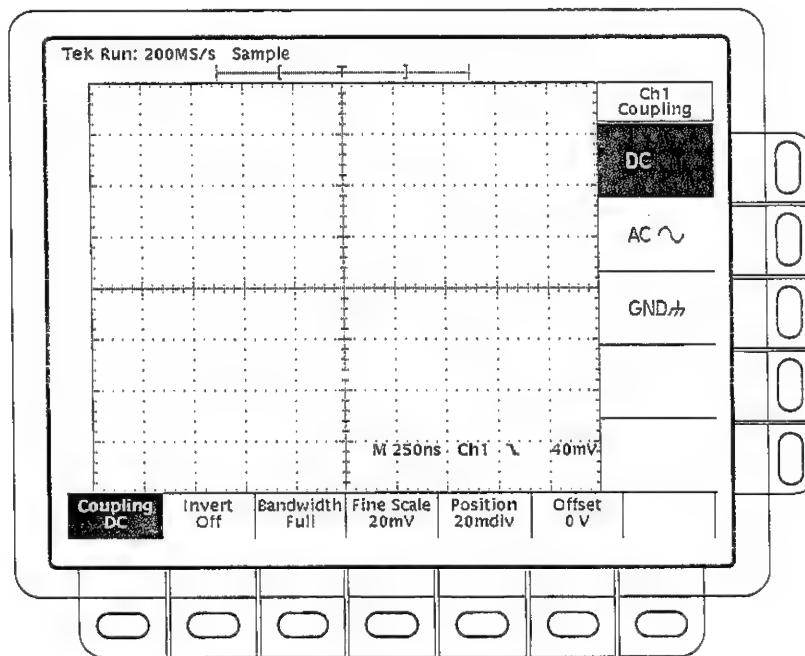 Tek Run: 200MS/s Sample
Ch1
Coupling
DC
AC
GND
M 250ns Ch1 40mV
Coupling
DC
Invert
Off
Bandwidth
Full
Fine Scale
20mV
Position
20mdiv
Offset
0 V